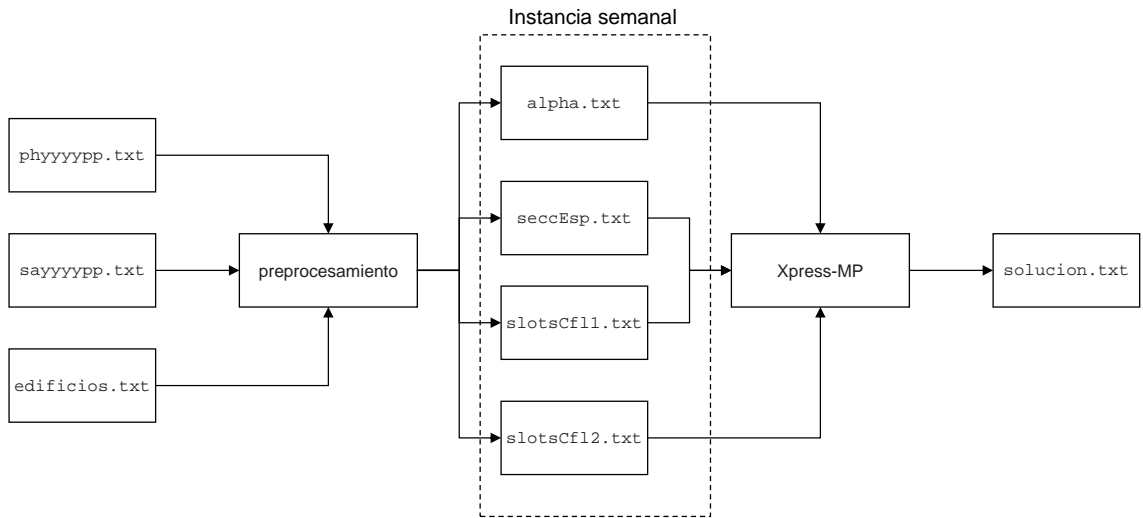 Instancia semanal
alpha.txt
phyyyypp.txt
seccEsp.txt
sayyyypp.txt
preprocesamiento
Xpress-MP
solucion.txt
slotsCfl1.txt
edificios.txt
slotsCfl2.txt